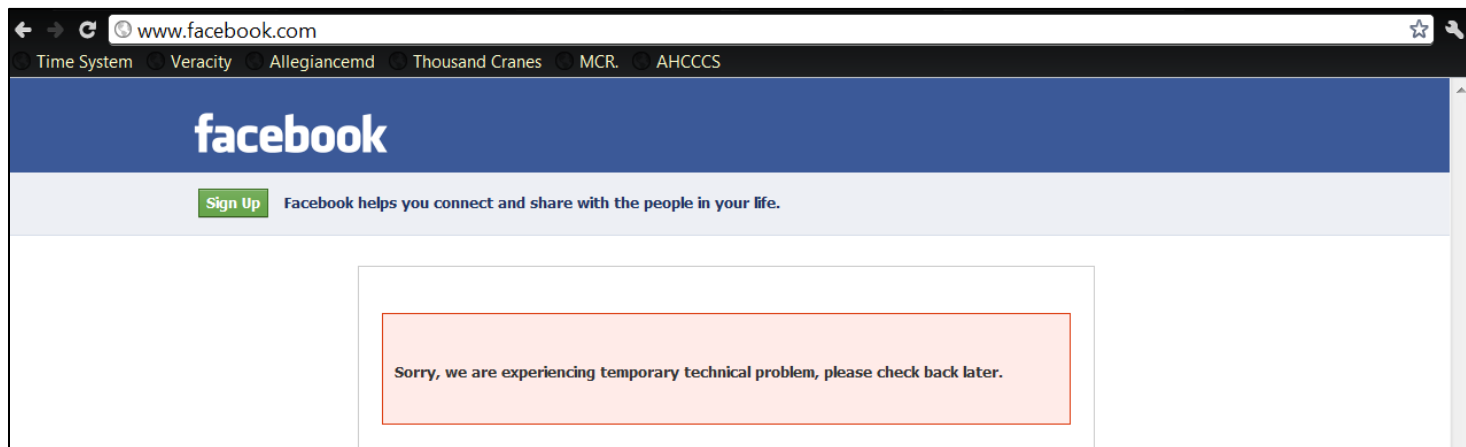 www.facebook.com
Time System Veracity Allegiancemd Thousand Cranes MCR. AHCCCS
facebook
Sign Up Facebook helps you connect and share with the people in your life.
Sorry, we are experiencing temporary technical problem, please check back later.